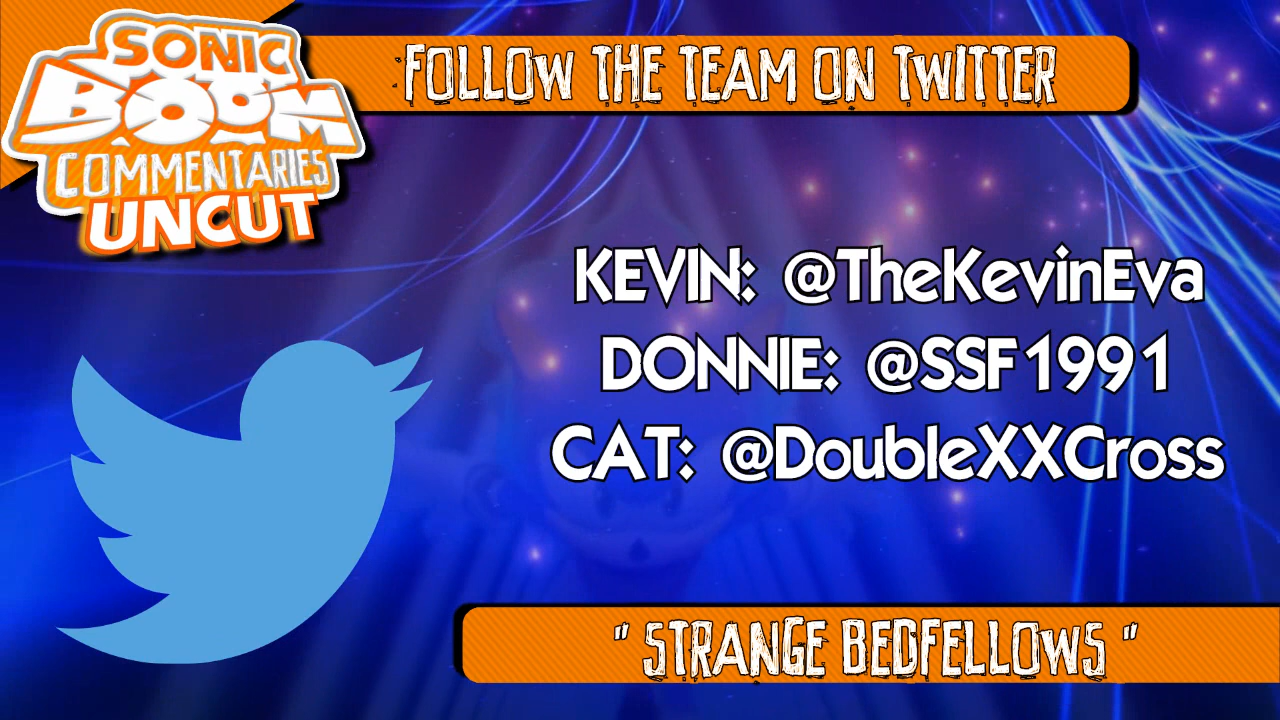 SONIC
BOOM
COMMENTARIES
UNCUT
FOLLOW THE TEAM ON TWITTER
KEVIN: @TheKevinEva
DONNIE: @SSF1991
CAT: @DoubleXXCross
" STRANGE BEDFELLOWS "